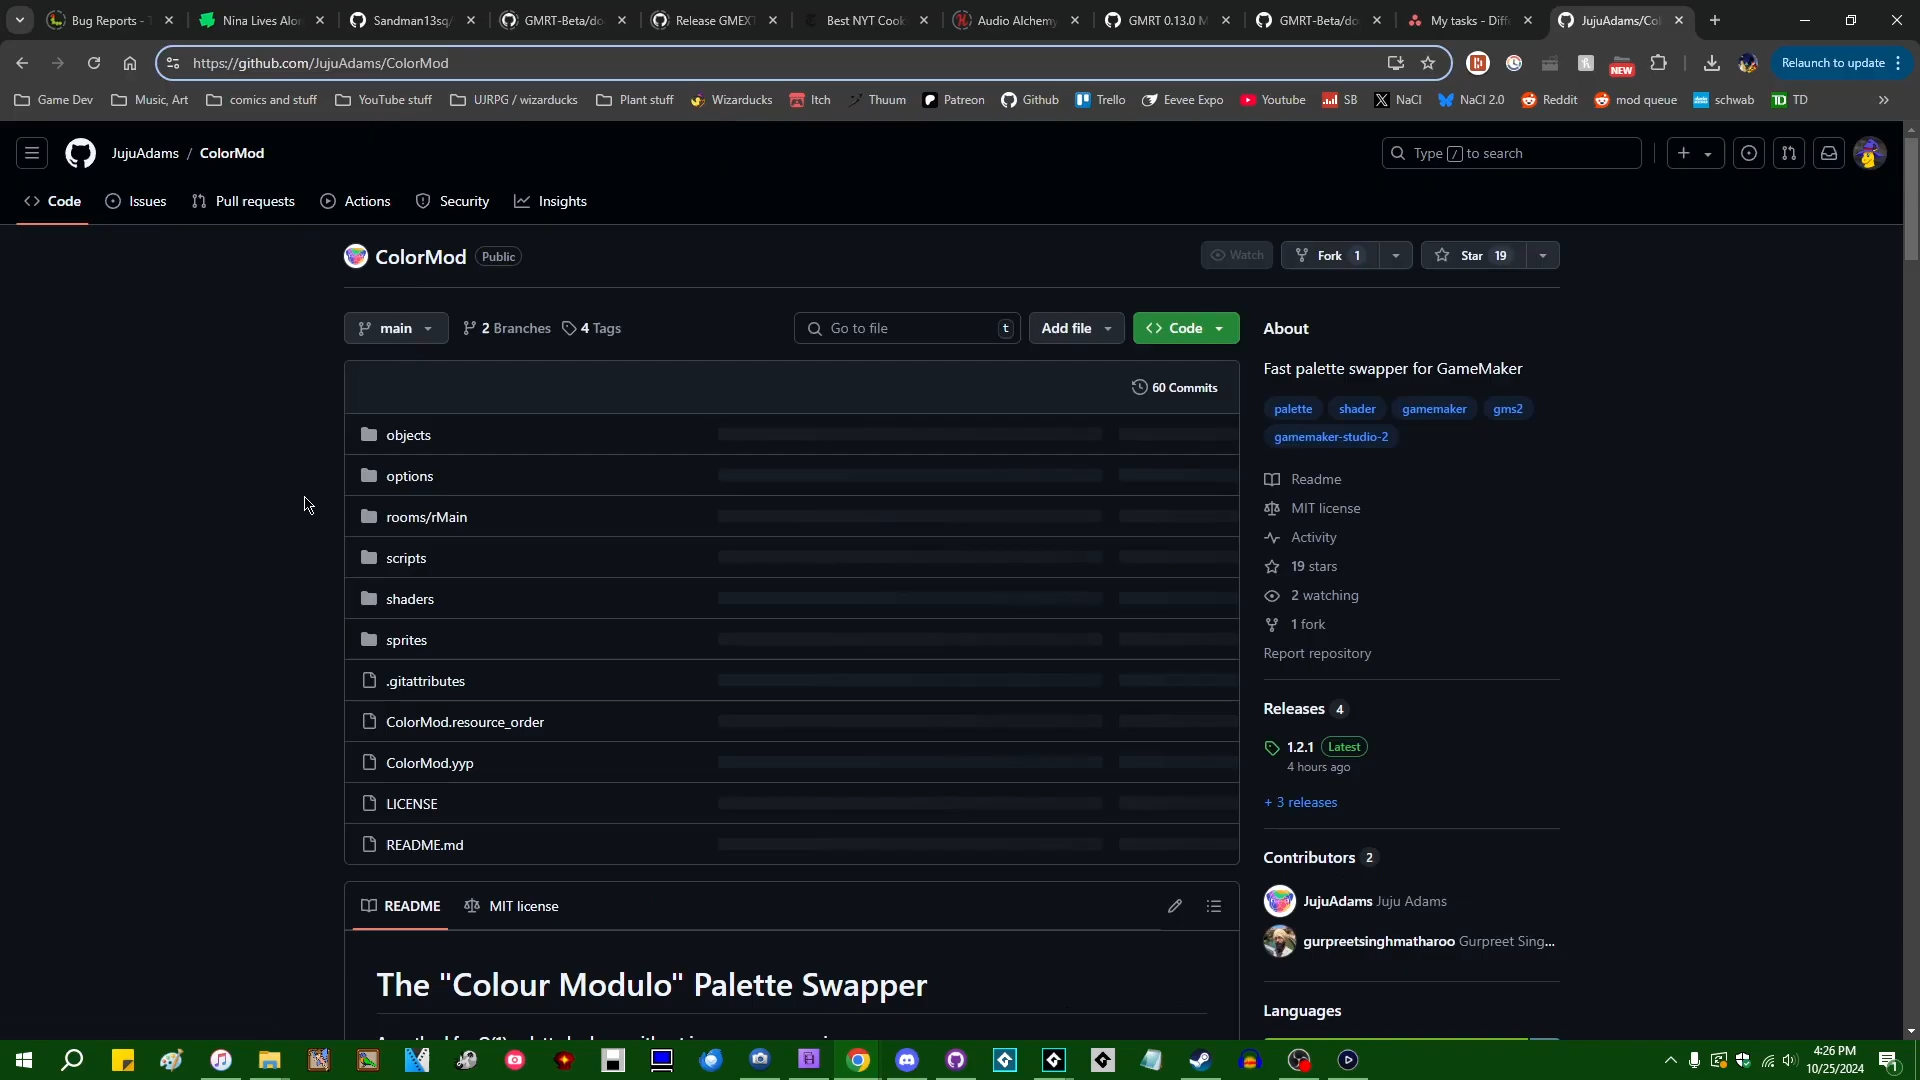 Bug Reports - T
Nina Lives Alon
Sandman13sq/
GMRT-Beta/do
Release GMEXT
Best NYT Cook
Audio Alchemy
GMRT 0.13.0 M
GMRT-Beta/do
My tasks - Diff
JujuAdams/Col
https://github.com/JujuAdams/ColorMod
NEW
Relaunch to update
Game Dev
Music, Art
comics and stuff
YouTube stuff
UJRPG / wizarducks
Plant stuff
Wizarducks
Itch
Thuum
Patreon
Github
Trello
Eevee Expo
Youtube
SB
NaCl
NaCl 2.0
Reddit
mod queue
schwab
TD
JujuAdams / ColorMod
Type / to search
Code
Issues
Pull requests
Actions
Security
Insights
ColorMod Public
Watch
Fork 1
Star 19
main
2 Branches
4 Tags
Go to file t
Add file
<> Code
About
Fast palette swapper for GameMaker
60 Commits
palette shader gamemaker gms2
gamemaker-studio-2
objects
options
rooms/rMain
scripts
shaders
sprites
.gitattributes
ColorMod.resource_order
ColorMod.yyp
LICENSE
README.md
Readme
MIT license
Activity
19 stars
2 watching
1 fork
Report repository
Releases 4
1.2.1 Latest
4 hours ago
+ 3 releases
Contributors 2
JujuAdams Juju Adams
gurpreetsinghmatharoo Gurpreet Sing...
Languages
README
MIT license
The "Colour Modulo" Palette Swapper
4:26 PM
10/25/2024